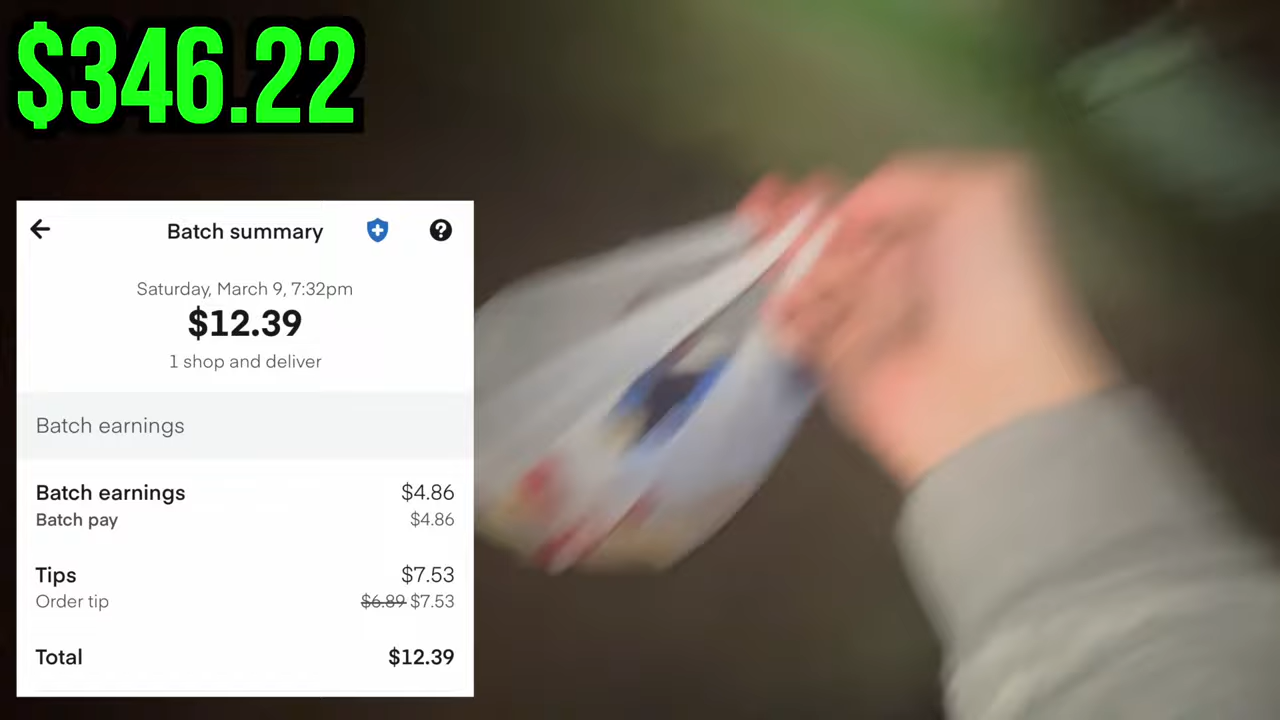 $346.22
Batch summary
Saturday, March 9, 7:32pm
$12.39
1 shop and deliver
Batch earnings
Batch earnings $4.86
Batch pay $4.86
Tips $7.53
Order tip $6.89 $7.53
Total $12.39